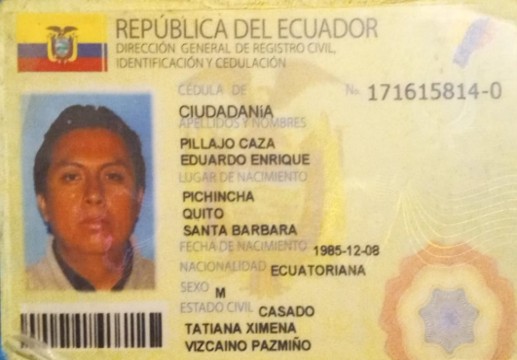 REPÚBLICA DEL ECUADOR
DIRECCIÓN GENERAL DE REGISTRO CIVIL,
IDENTIFICACIÓN Y CEDULACIÓN
CÉDULA DE No. 171615814-0
CIUDADANíA
APELLIDOS Y NOMBRES
PILLAJO CAZA
EDUARDO ENRIQUE
LUGAR DE NACIMIENTO
PICHINCHA
QUITO
SANTA BARBARA
FECHA DE NACIMIENTO 1985-12-08
NACIONALIDAD ECUATORIANA
SEXO M
ESTADO CIVIL CASADO
TATIANA XIMENA
VIZCAINO PAZMIÑO